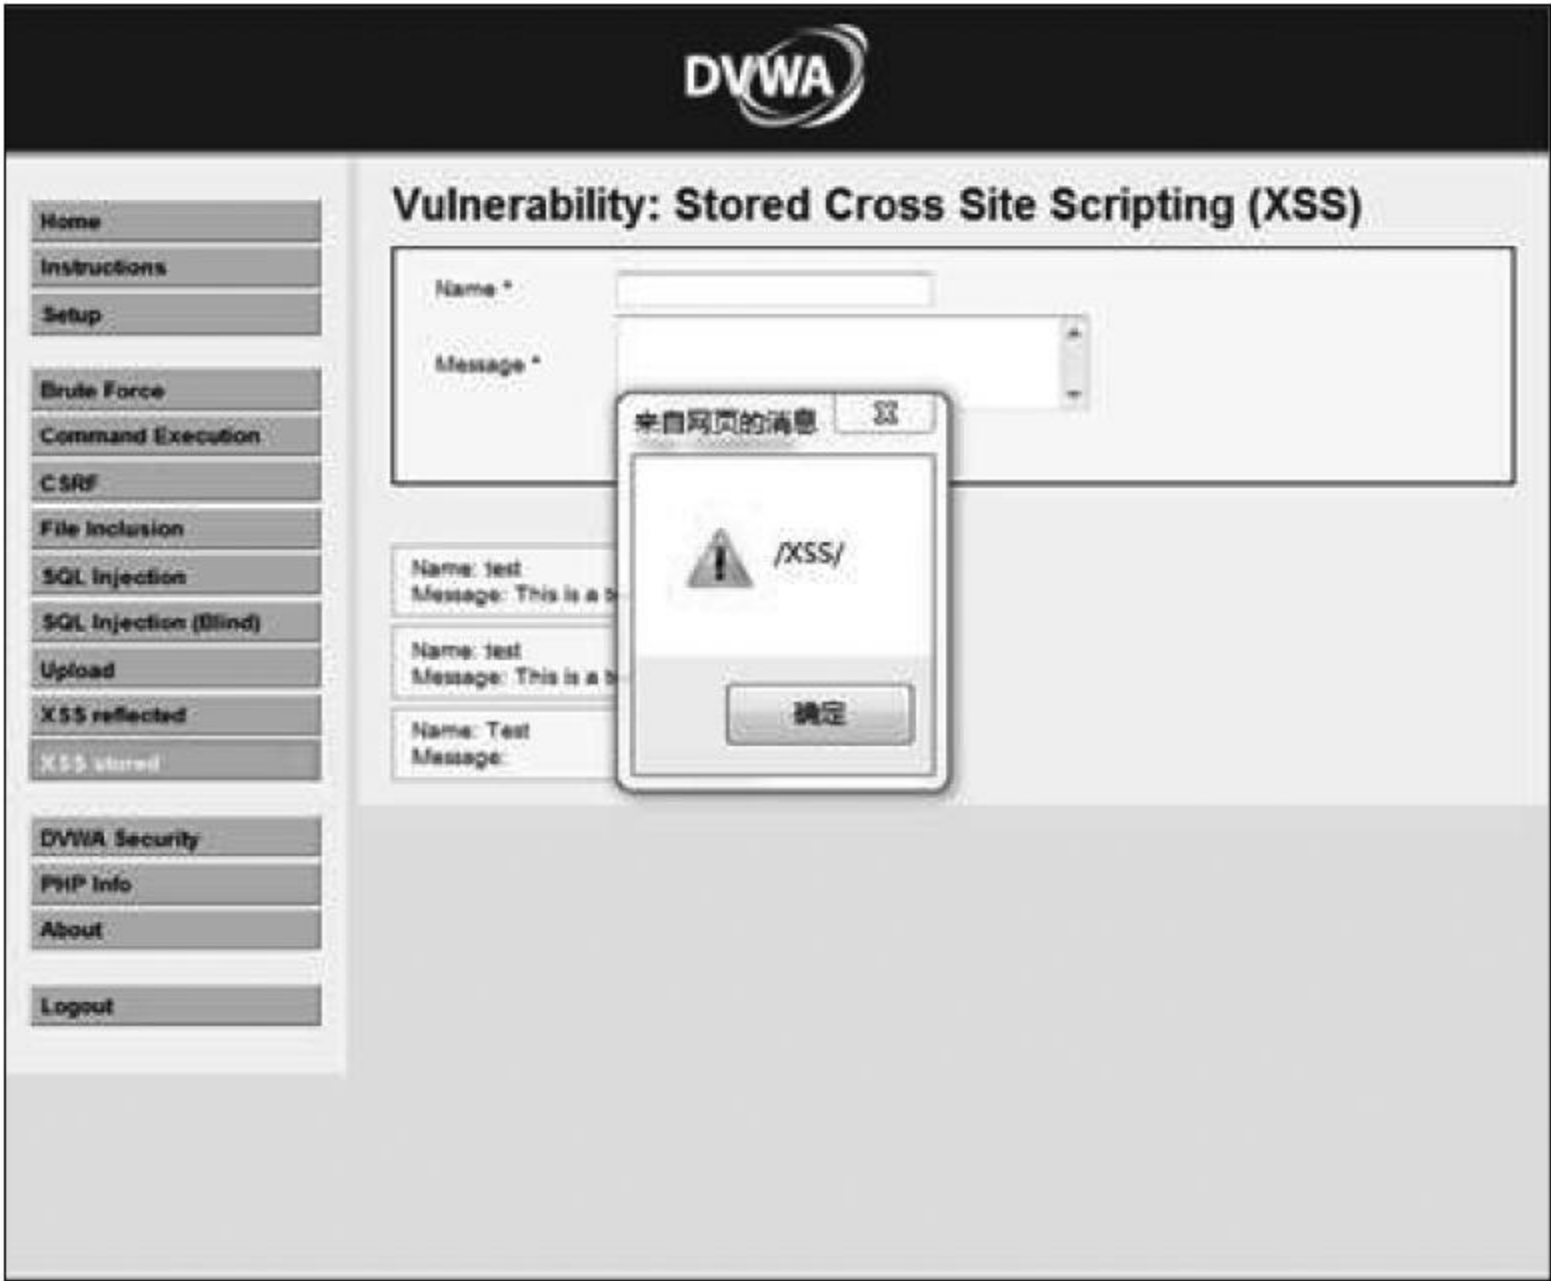 DVWA
Vulnerability: Stored Cross Site Scripting (XSS)
Home
Instructions
Setup
Brute Force
Command Execution
CSRF
File Inclusion
SQL Injection
SQL Injection (Blind)
Upload
XSS reflected
XSS stored
DVWA Security
PHP Info
About
Logout
Name *
Message *
来自网页的消息
/XSS/
确定
Name: test
Message: This is a
Name: test
Message: This is a
Name: Test
Message: